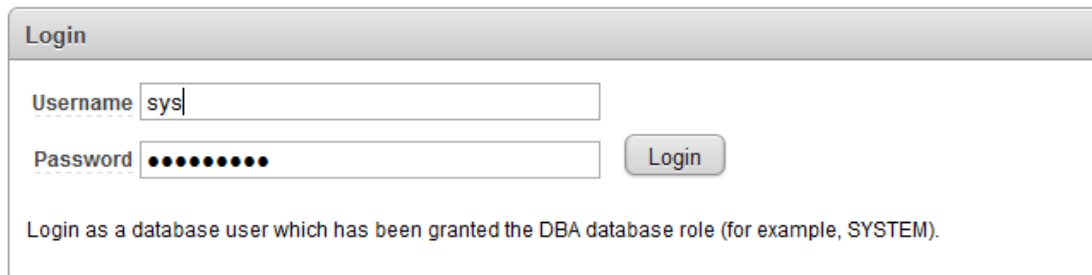 Login
Username sys
Password •••••••••
Login
Login as a database user which has been granted the DBA database role (for example, SYSTEM).